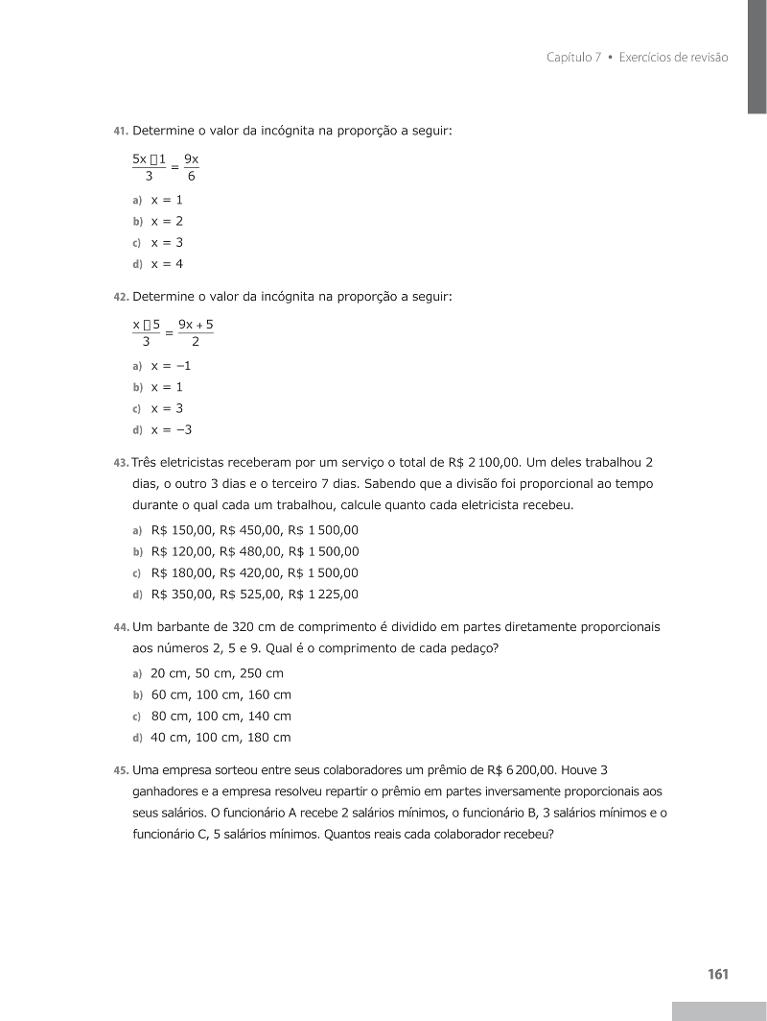 Capítulo 7 • Exercícios de revisão
41. Determine o valor da incógnita na proporção a seguir:
5x □ 1 / 3 = 9x / 6
a) x = 1
b) x = 2
c) x = 3
d) x = 4
42. Determine o valor da incógnita na proporção a seguir:
x □ 5 / 3 = 9x + 5 / 2
a) x = −1
b) x = 1
c) x = 3
d) x = −3
43. Três eletricistas receberam por um serviço o total de R$ 2 100,00. Um deles trabalhou 2
dias, o outro 3 dias e o terceiro 7 dias. Sabendo que a divisão foi proporcional ao tempo
durante o qual cada um trabalhou, calcule quanto cada eletricista recebeu.
a) R$ 150,00, R$ 450,00, R$ 1 500,00
b) R$ 120,00, R$ 480,00, R$ 1 500,00
c) R$ 180,00, R$ 420,00, R$ 1 500,00
d) R$ 350,00, R$ 525,00, R$ 1 225,00
44. Um barbante de 320 cm de comprimento é dividido em partes diretamente proporcionais
aos números 2, 5 e 9. Qual é o comprimento de cada pedaço?
a) 20 cm, 50 cm, 250 cm
b) 60 cm, 100 cm, 160 cm
c) 80 cm, 100 cm, 140 cm
d) 40 cm, 100 cm, 180 cm
45. Uma empresa sorteou entre seus colaboradores um prêmio de R$ 6 200,00. Houve 3
ganhadores e a empresa resolveu repartir o prêmio em partes inversamente proporcionais aos
seus salários. O funcionário A recebe 2 salários mínimos, o funcionário B, 3 salários mínimos e o
funcionário C, 5 salários mínimos. Quantos reais cada colaborador recebeu?
161